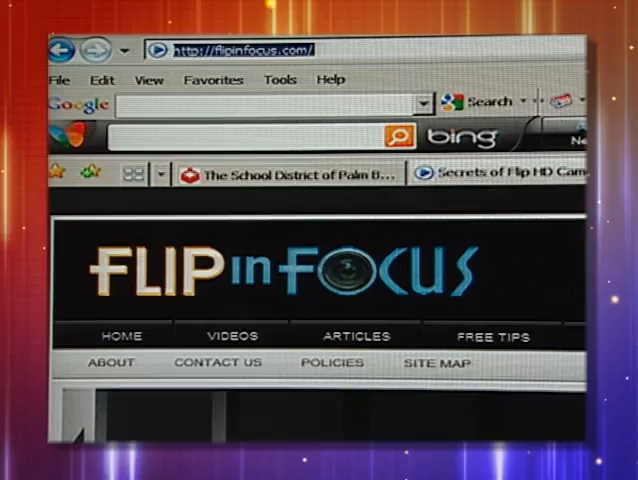 http://flipinfocus.com/
File Edit View Favorites Tools Help
Google Search
bing
The School District of Palm B... Secrets of Flip HD Cam
FLIP in FOCUS
HOME VIDEOS ARTICLES FREE TIPS
ABOUT CONTACT US POLICIES SITE MAP